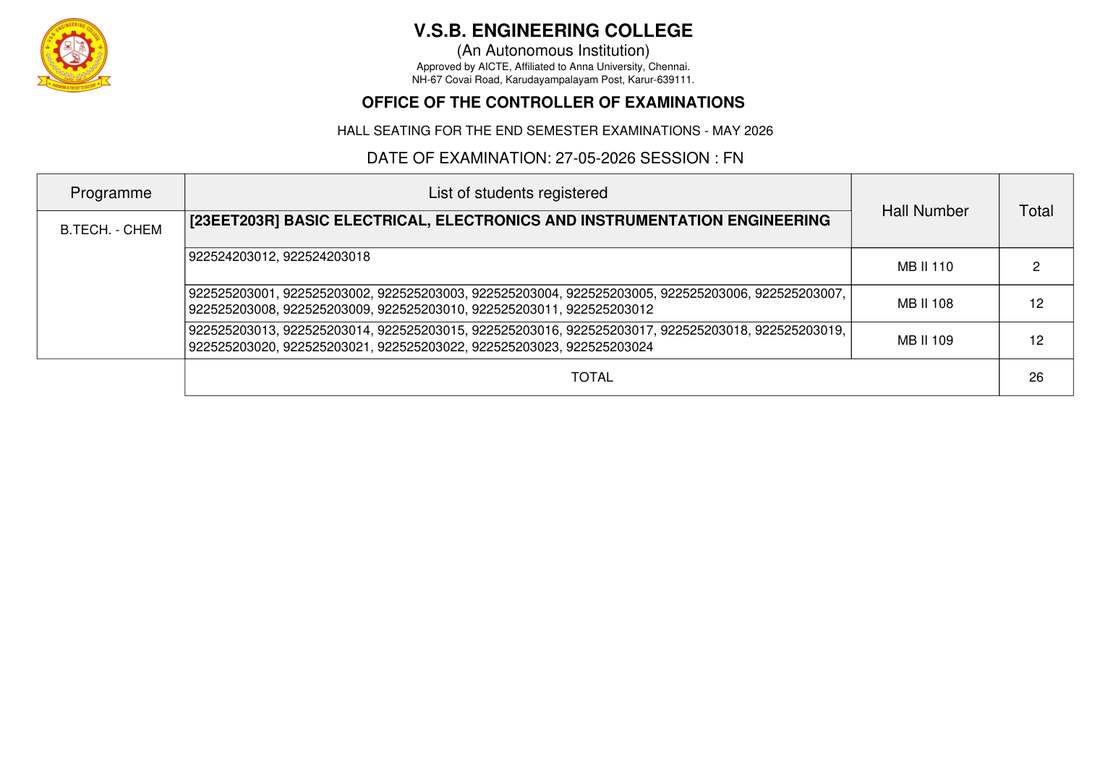 V.S.B. ENGINEERING COLLEGE
(An Autonomous Institution)
Approved by AICTE, Affiliated to Anna University, Chennai.
NH-67 Covai Road, Karudayampalayam Post, Karur-639111.
OFFICE OF THE CONTROLLER OF EXAMINATIONS
HALL SEATING FOR THE END SEMESTER EXAMINATIONS - MAY 2026
DATE OF EXAMINATION: 27-05-2026 SESSION : FN
Programme
List of students registered
Hall Number
Total
B.TECH. - CHEM
[23EET203R] BASIC ELECTRICAL, ELECTRONICS AND INSTRUMENTATION ENGINEERING
922524203012, 922524203018
MB II 110
2
922525203001, 922525203002, 922525203003, 922525203004, 922525203005, 922525203006, 922525203007,
922525203008, 922525203009, 922525203010, 922525203011, 922525203012
MB II 108
12
922525203013, 922525203014, 922525203015, 922525203016, 922525203017, 922525203018, 922525203019,
922525203020, 922525203021, 922525203022, 922525203023, 922525203024
MB II 109
12
TOTAL
26